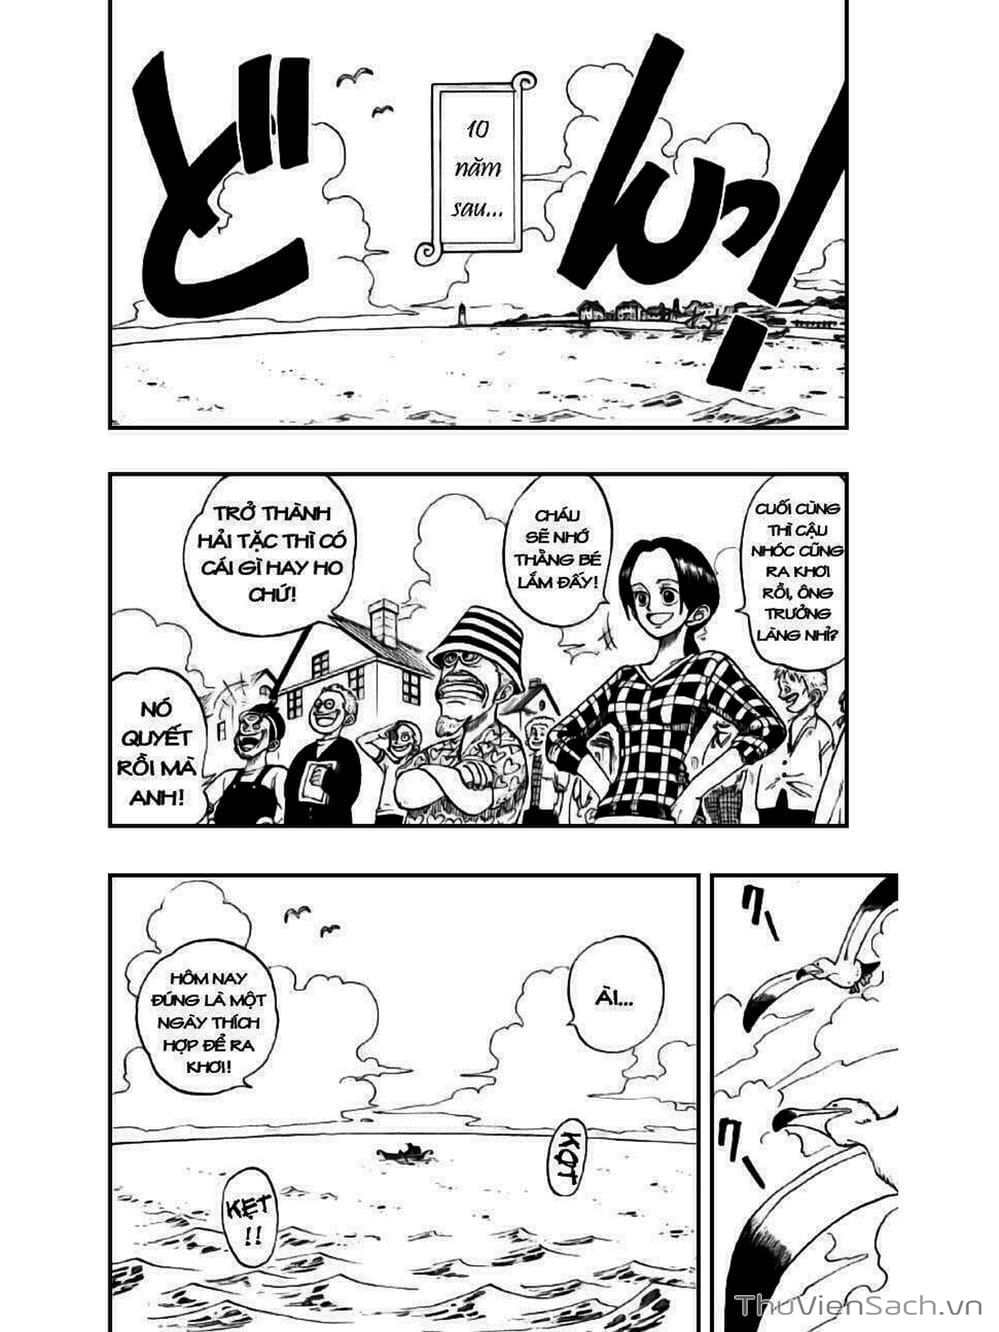 どんっ!
10
năm
sau...
CUỐI CÙNG
THÌ CẬU
NHÓC CŨNG
RA KHƠI
RỒI, ÔNG
TRƯỞNG
LÀNG NHỈ?
CHÁU
SẼ NHỚ
THẰNG BÉ
LẮM ĐẤY!
TRỞ THÀNH
HẢI TẶC THÌ CÓ
CÁI GÌ HAY HO
CHỨ!
NÓ
QUYẾT
RỒI MÀ
ANH!
クー
クー
ÀI...
HÔM NAY
ĐÚNG LÀ MỘT
NGÀY THÍCH
HỢP ĐỂ RA
KHƠI!
KẸT
KẸT
!!
ThuVienSach.vn